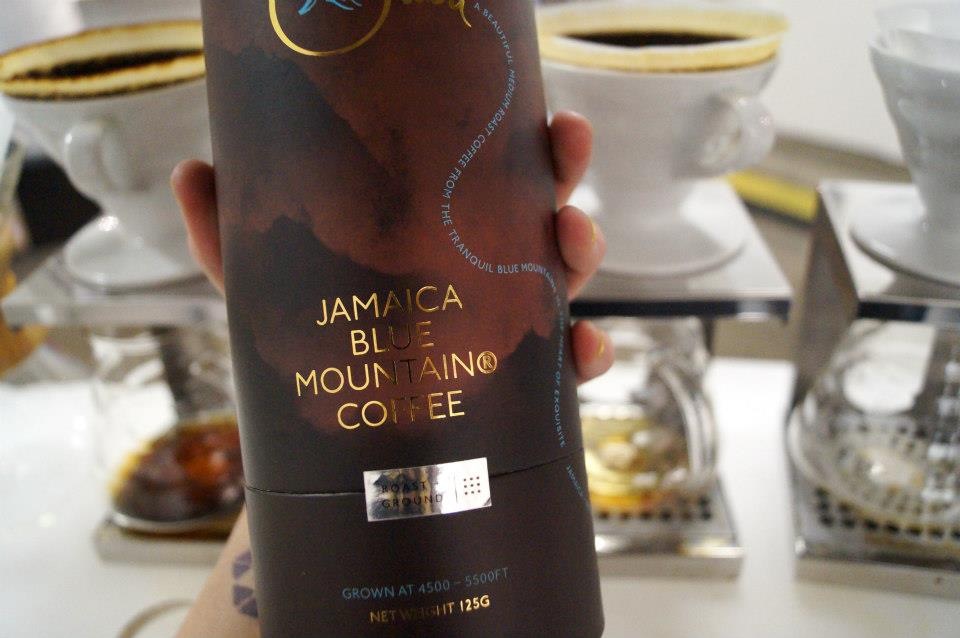 A BEAUTIFUL MEDIUM ROAST COFFEE FROM THE TRANQUIL BLUE MOUNTAINS
OF EXQUISITE
JAMAICA
BLUE
MOUNTAIN®
COFFEE
ROAST
GROUND
GROWN AT 4500 – 5500FT
NET WEIGHT 125G